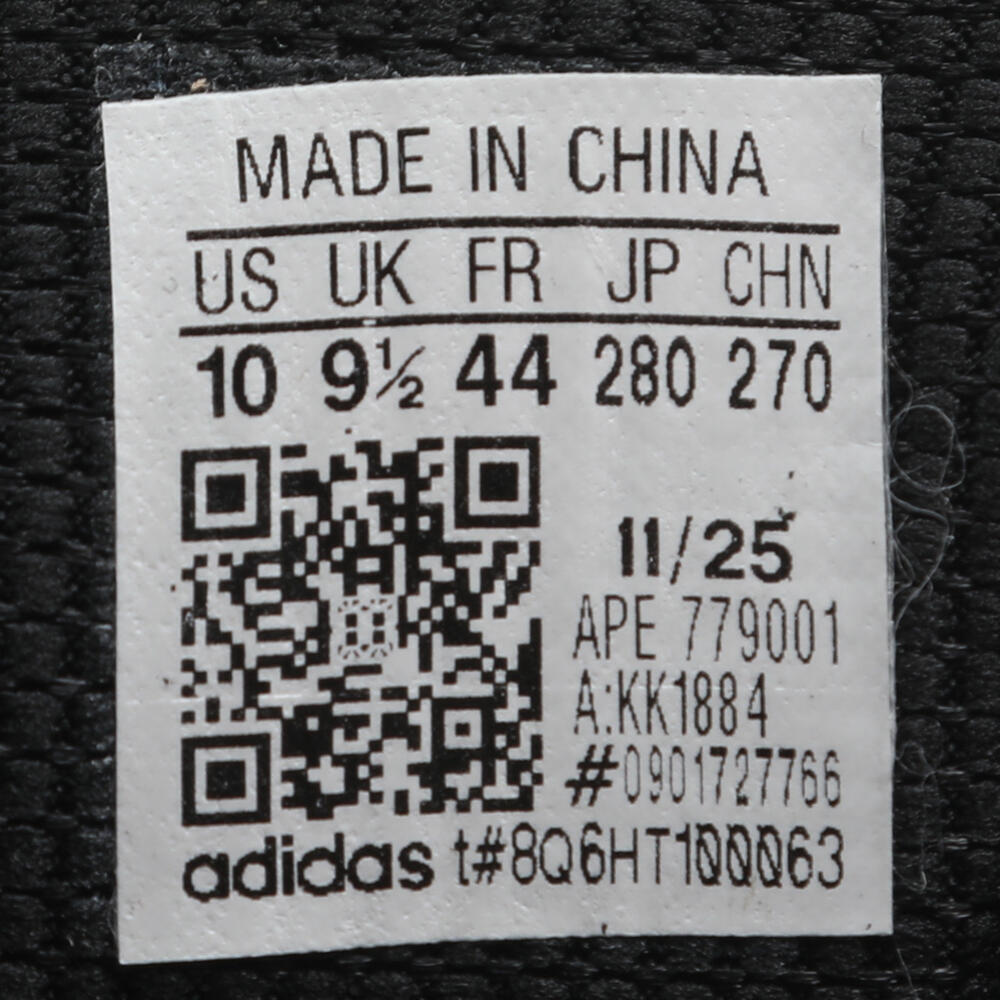 MADE IN CHINA
US UK FR JP CHN
10 9½ 44 280 270
11/25
APE 779001
A:KK1884
#0901727766
adidas t#8Q6HT100063